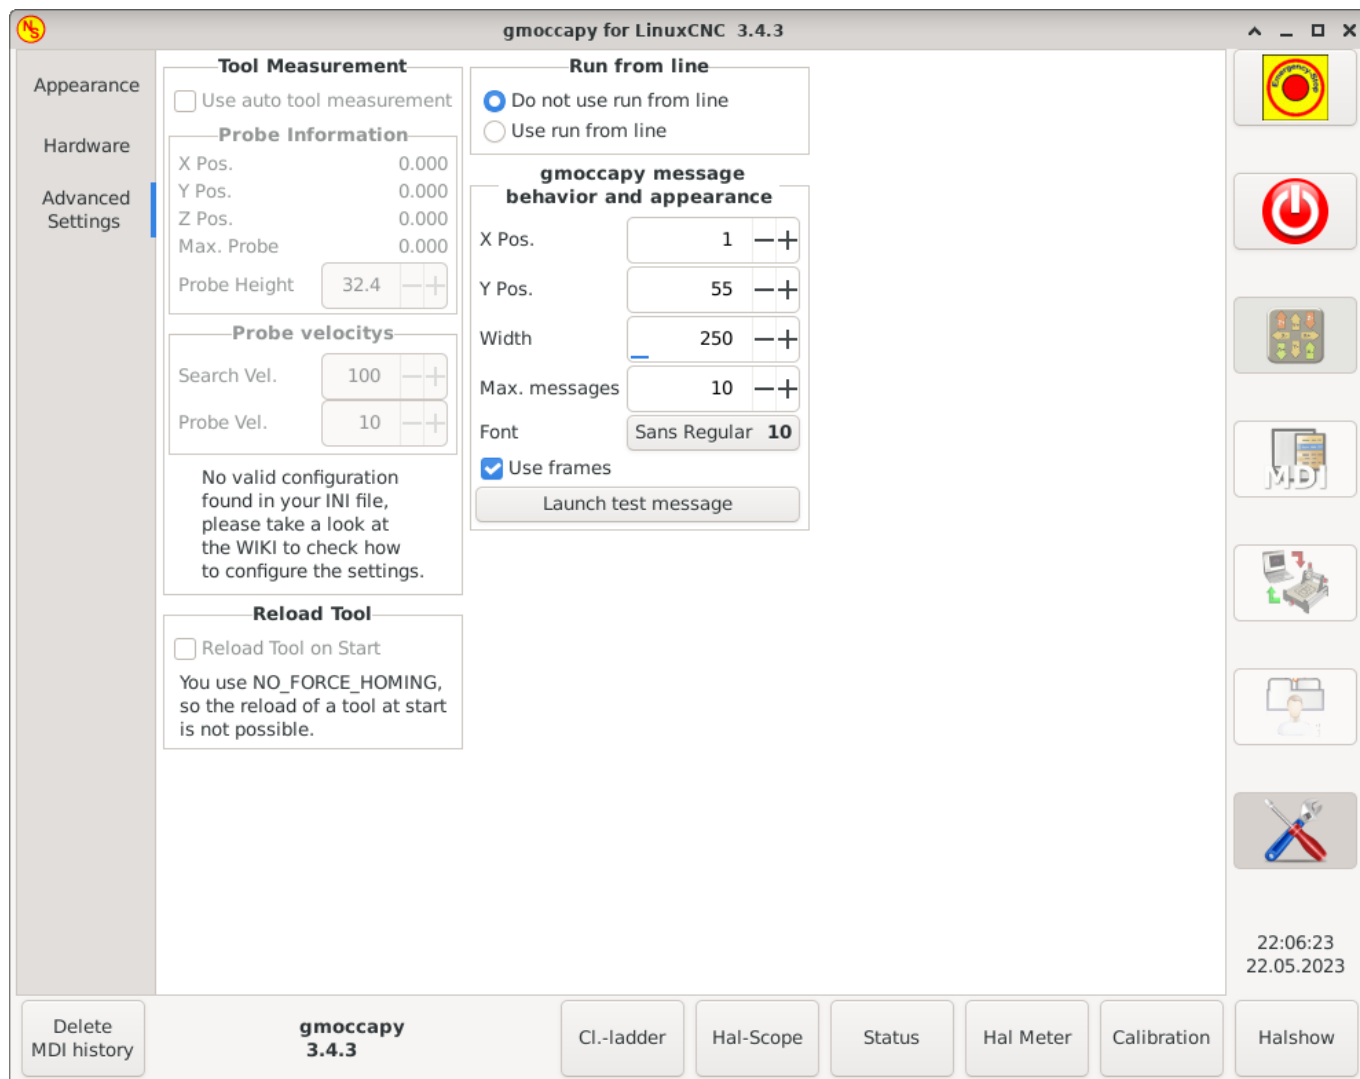 NS
gmoccapy for LinuxCNC 3.4.3
Appearance
Hardware
Advanced
Settings
Tool Measurement
Use auto tool measurement
Probe Information
X Pos. 0.000
Y Pos. 0.000
Z Pos. 0.000
Max. Probe 0.000
Probe Height 32.4
Probe velocitys
Search Vel. 100
Probe Vel. 10
No valid configuration
found in your INI file,
please take a look at
the WIKI to check how
to configure the settings.
Reload Tool
Reload Tool on Start
You use NO_FORCE_HOMING,
so the reload of a tool at start
is not possible.
Run from line
Do not use run from line
Use run from line
gmoccapy message
behavior and appearance
X Pos. 1
Y Pos. 55
Width 250
Max. messages 10
Font Sans Regular 10
Use frames
Launch test message
Emergency-Stop
MDI
22:06:23
22.05.2023
Delete
MDI history
gmoccapy
3.4.3
Cl.-ladder
Hal-Scope
Status
Hal Meter
Calibration
Halshow